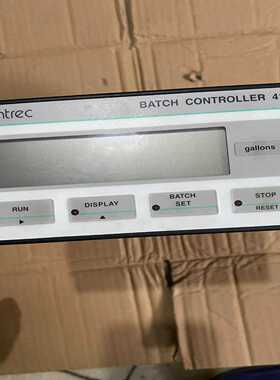 ntrec
BATCH CONTROLLER 4
gallons
RUN
DISPLAY
BATCH
SET
STOP
RESET